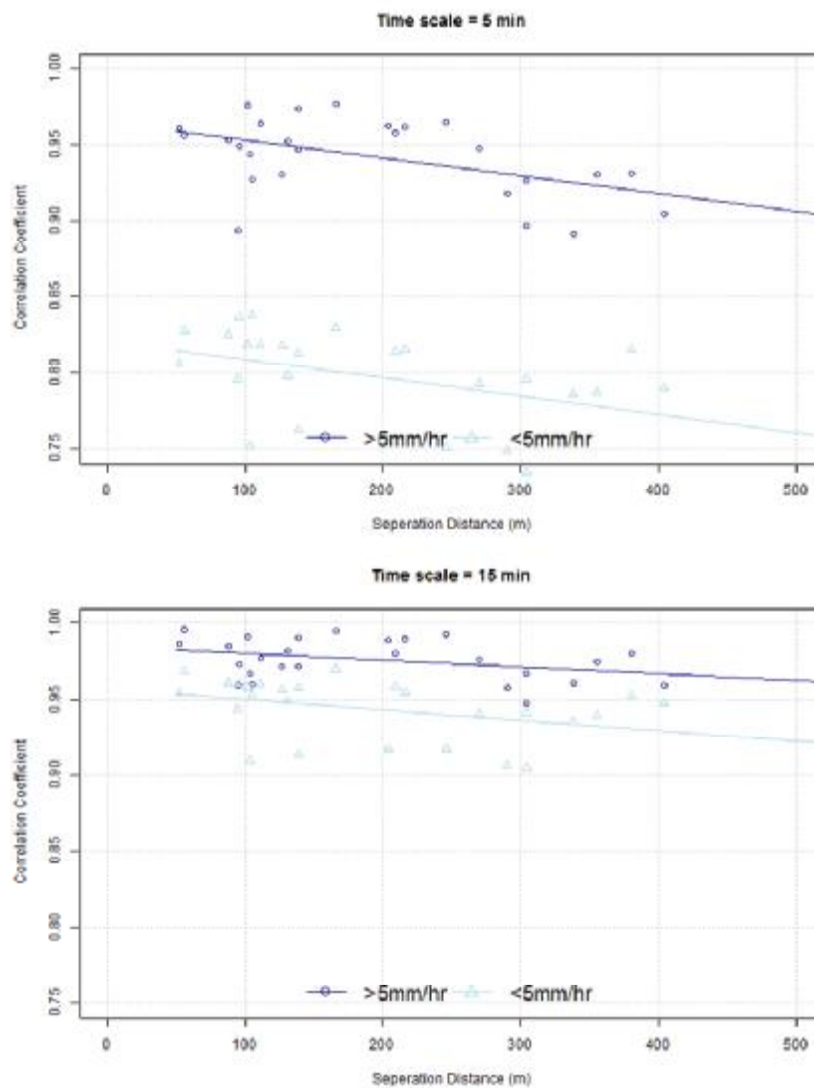 Time scale = 5 min
Correlation Coefficient
1.00
0.95
0.90
0.85
0.80
0.75
>5mm/hr <5mm/hr
0 100 200 300 400 500
Seperation Distance (m)
Time scale = 15 min
Correlation Coefficient
1.00
0.95
0.90
0.85
0.80
0.75
>5mm/hr <5mm/hr
0 100 200 300 400 500
Seperation Distance (m)